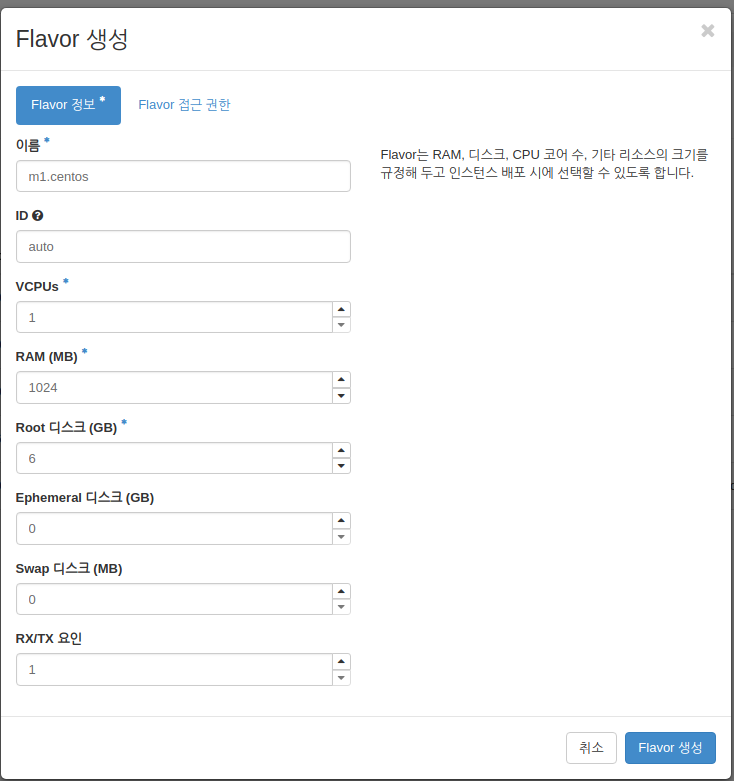 Flavor 생성
Flavor 정보 *
Flavor 접근 권한
이름 *
m1.centos
Flavor는 RAM, 디스크, CPU 코어 수, 기타 리소스의 크기를
규정해 두고 인스턴스 배포 시에 선택할 수 있도록 합니다.
ID
auto
VCPUs *
1
RAM (MB) *
1024
Root 디스크 (GB) *
6
Ephemeral 디스크 (GB)
0
Swap 디스크 (MB)
0
RX/TX 요인
1
취소
Flavor 생성